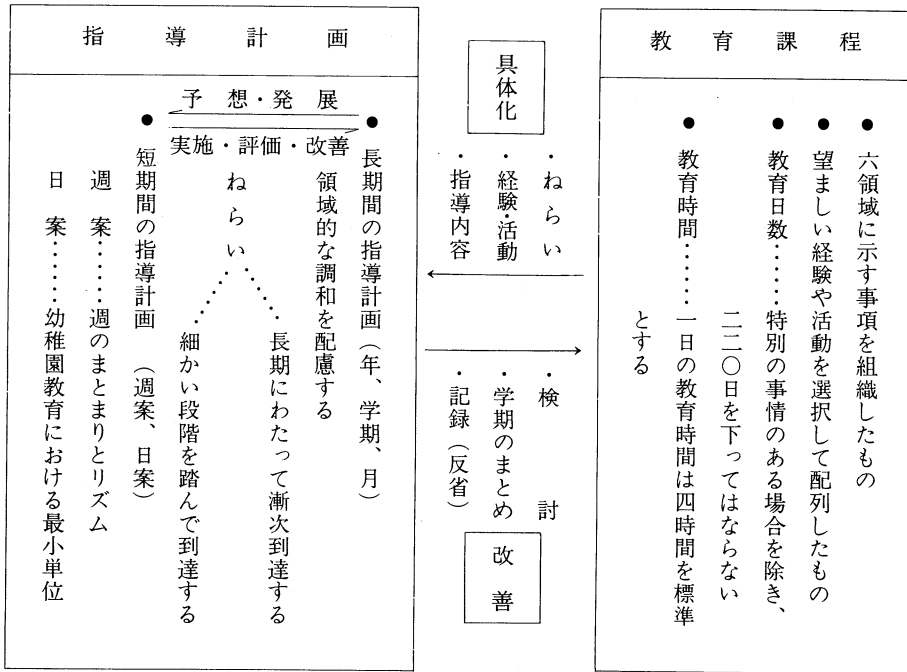 教育課程
● 六領域に示す事項を組織したもの
● 望ましい経験や活動を選択して配列したもの
● 教育日数……特別の事情のある場合を除き、
二二〇日を下ってはならない
● 教育時間……一日の教育時間は四時間を標準
とする
具体化
・ねらい
・経験・活動
・指導内容
・検討
・学期のまとめ
・記録（反省）
改善
指導計画
予想・発展
実施・評価・改善
● 長期間の指導計画（年、学期、月）
領域的な調和を配慮する
ねらい
長期にわたって漸次到達する
細かい段階を踏んで到達する
● 短期間の指導計画（週案、日案）
週案……週のまとまりとリズム
日案……幼稚園教育における最小単位